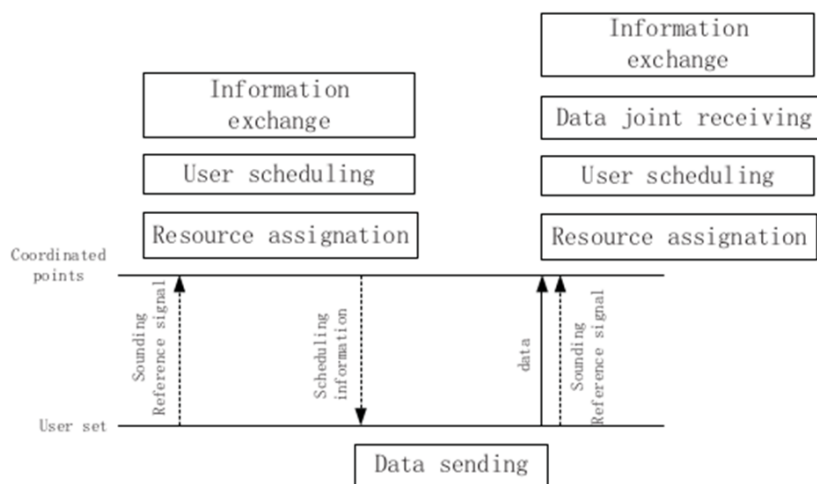 Information
exchange
User scheduling
Resource assignation
Information
exchange
Data joint receiving
User scheduling
Resource assignation
Coordinated
points
Sounding
Reference signal
Scheduling
information
data
Sounding
Reference signal
User set
Data sending